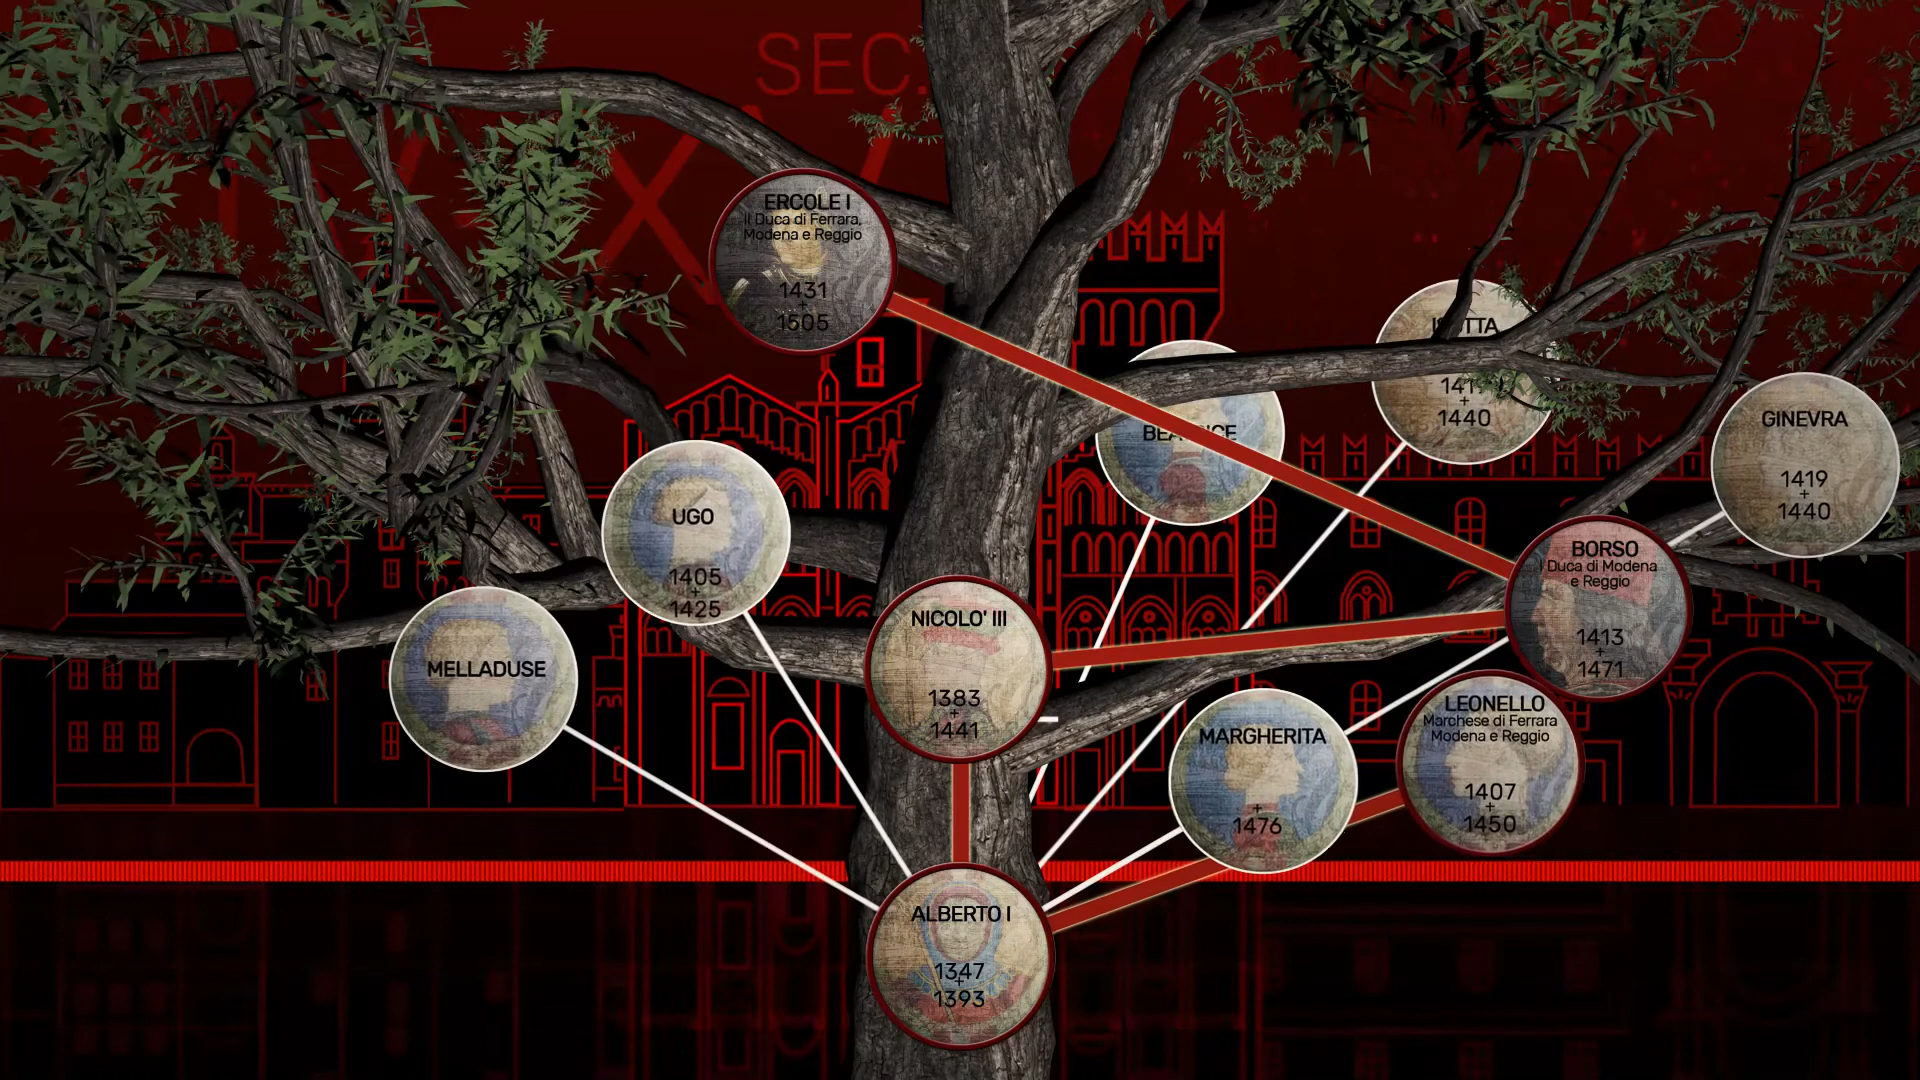 SEC.
XV
ERCOLE I
II Duca di Ferrara,
Modena e Reggio
1431
+
1505
1440
+
GINEVRA
1419
+
1440
UGO
1405
+
1425
BORSO
I Duca di Modena
e Reggio
1413
+
1471
NICOLO' III
1383
+
1441
MELLADUSE
LEONELLO
Marchese di Ferrara
Modena e Reggio
1407
+
1450
MARGHERITA
+
1476
ALBERTO I
1347
+
1393